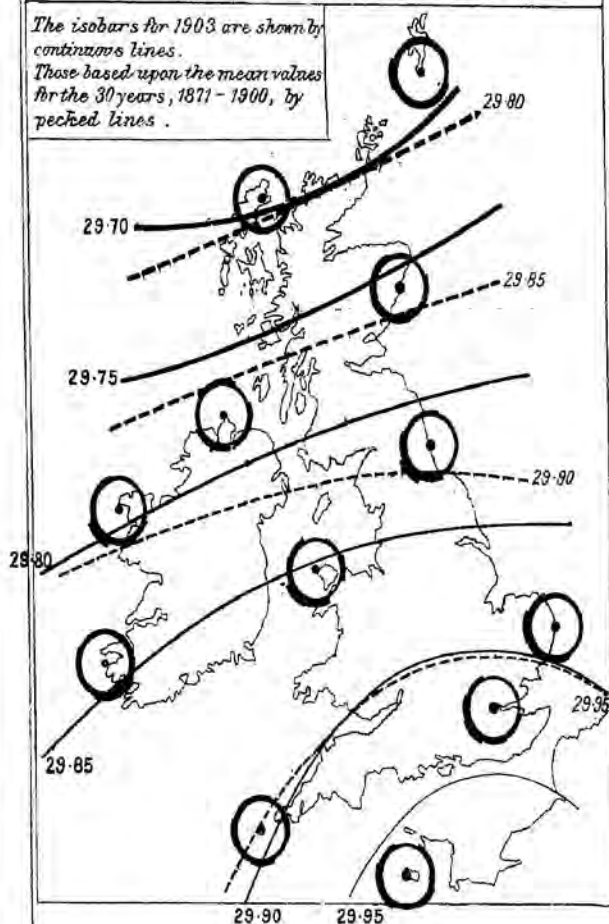 The isobars for 1903 are shown by
continuous lines.
Those based upon the mean values
for the 30 years, 1871-1900, by
pecked lines.
29.80
29.70
29.85
29.75
29.90
29.80
29.95
29.85
29.90 29.95